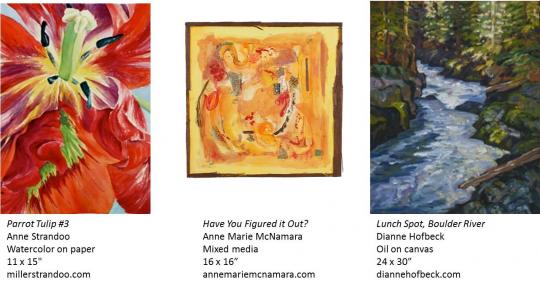 Parrot Tulip #3
Anne Strandoo
Watercolor on paper
11 x 15"
millerstrandoo.com
Have You Figured it Out?
Anne Marie McNamara
Mixed media
16 x 16”
annemariemcnamara.com
Lunch Spot, Boulder River
Dianne Hofbeck
Oil on canvas
24 x 30”
diannehofbeck.com